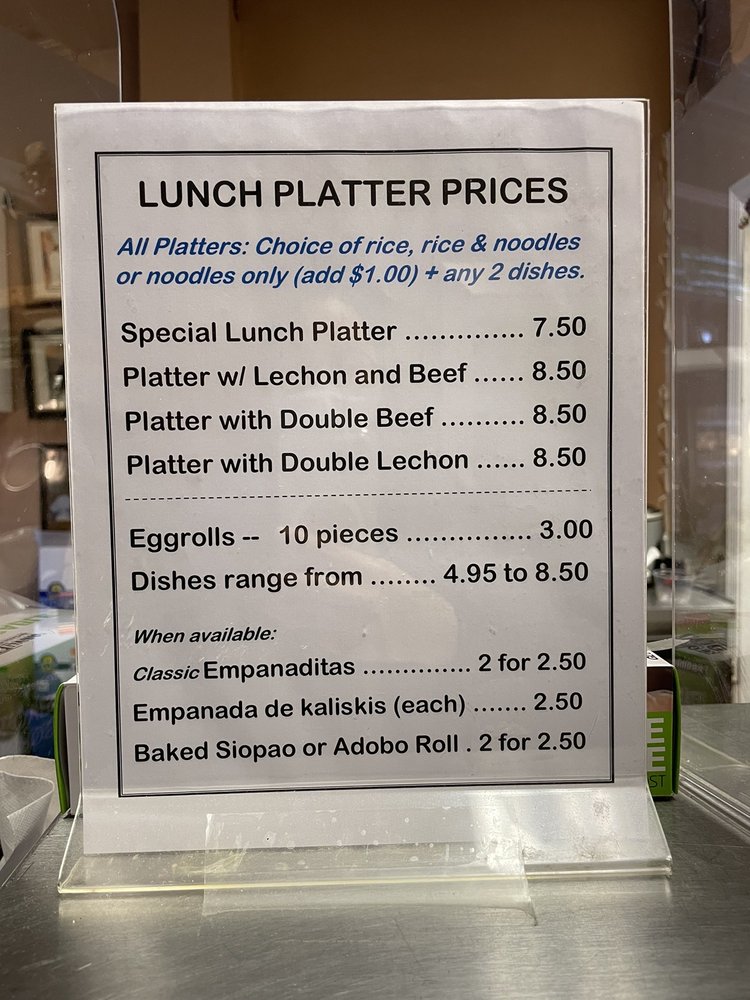 LUNCH PLATTER PRICES
All Platters: Choice of rice, rice & noodles
or noodles only (add $1.00) + any 2 dishes.
Special Lunch Platter .............. 7.50
Platter w/ Lechon and Beef ...... 8.50
Platter with Double Beef .......... 8.50
Platter with Double Lechon ...... 8.50
Eggrolls -- 10 pieces ............... 3.00
Dishes range from ........ 4.95 to 8.50
When available:
Classic Empanaditas .............. 2 for 2.50
Empanada de kaliskis (each) ....... 2.50
Baked Siopao or Adobo Roll . 2 for 2.50
ST